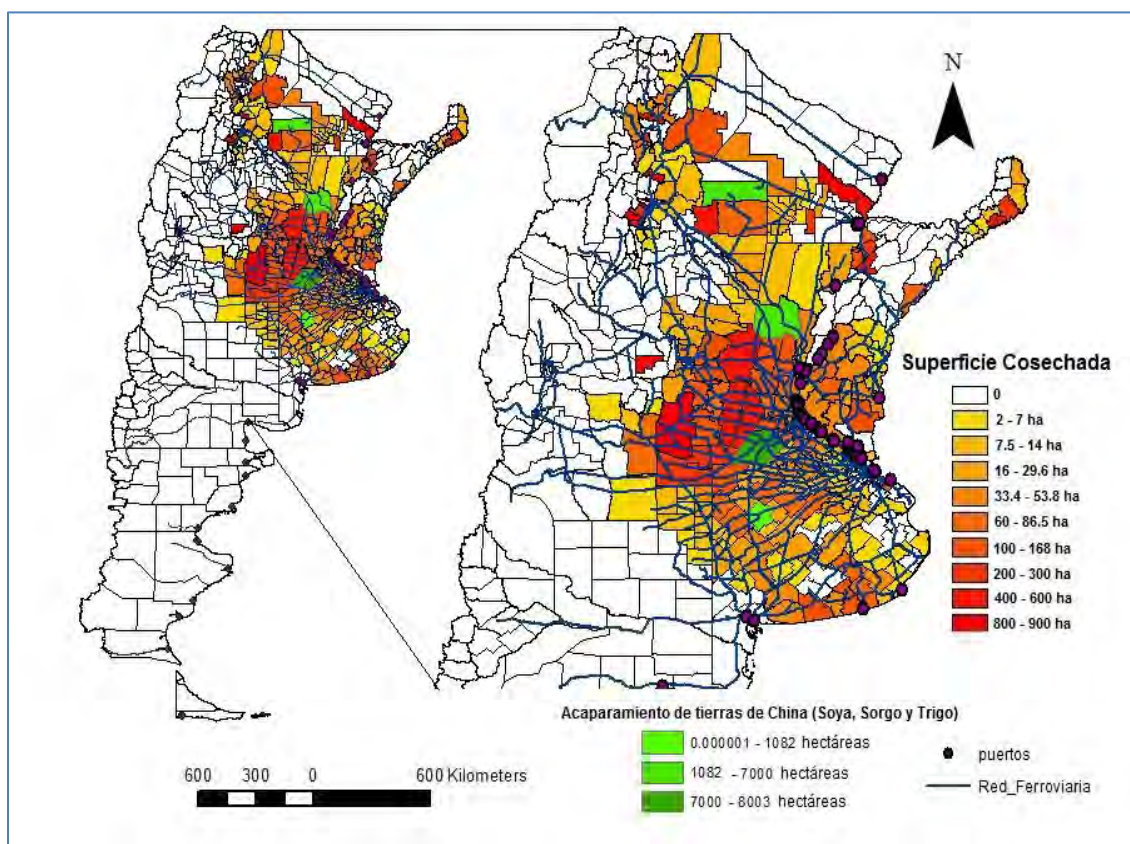 N
Superficie Cosechada
0
2 - 7 ha
7.5 - 14 ha
16 - 29.6 ha
33.4 - 53.8 ha
60 - 86.5 ha
100 - 168 ha
200 - 300 ha
400 - 600 ha
800 - 900 ha
Acaparamiento de tierras de China (Soya, Sorgo y Trigo)
0.000001 - 1082 hectáreas
1082 - 7000 hectáreas
7000 - 8003 hectáreas
puertos
Red_Ferroviaria
600 300 0 600 Kilometers